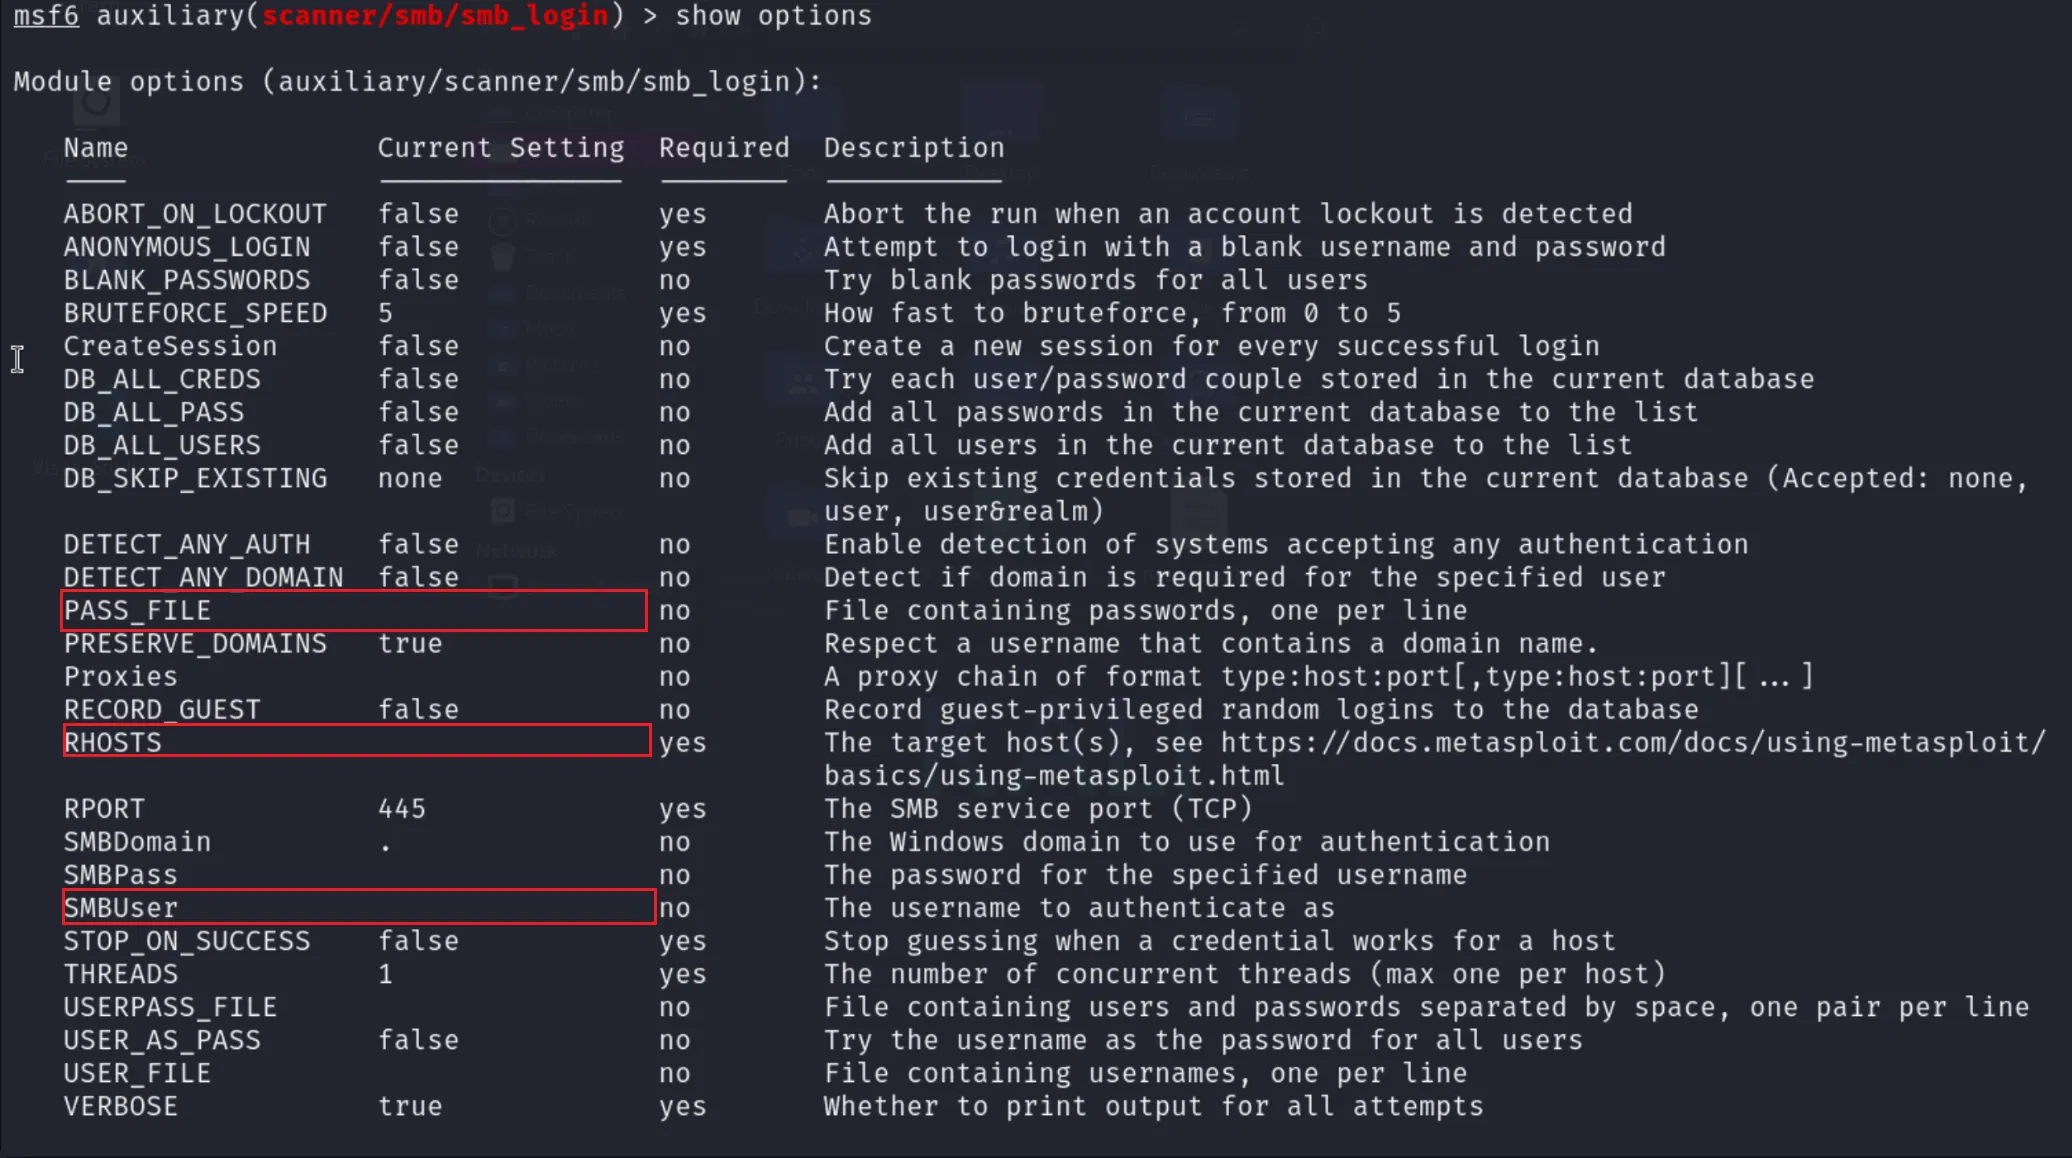 msf6 auxiliary(scanner/smb/smb_login) > show options
Module options (auxiliary/scanner/smb/smb_login):
Name Current Setting Required Description
ABORT_ON_LOCKOUT false yes Abort the run when an account lockout is detected
ANONYMOUS_LOGIN false yes Attempt to login with a blank username and password
BLANK_PASSWORDS false no Try blank passwords for all users
BRUTEFORCE_SPEED 5 yes How fast to bruteforce, from 0 to 5
CreateSession false no Create a new session for every successful login
DB_ALL_CREDS false no Try each user/password couple stored in the current database
DB_ALL_PASS false no Add all passwords in the current database to the list
DB_ALL_USERS false no Add all users in the current database to the list
DB_SKIP_EXISTING none no Skip existing credentials stored in the current database (Accepted: none,
user, user&realm)
DETECT_ANY_AUTH false no Enable detection of systems accepting any authentication
DETECT_ANY_DOMAIN false no Detect if domain is required for the specified user
PASS_FILE no File containing passwords, one per line
PRESERVE_DOMAINS true no Respect a username that contains a domain name.
Proxies no A proxy chain of format type:host:port[,type:host:port][...]
RECORD_GUEST false no Record guest-privileged random logins to the database
RHOSTS yes The target host(s), see https://docs.metasploit.com/docs/using-metasploit/
basics/using-metasploit.html
RPORT 445 yes The SMB service port (TCP)
SMBDomain . no The Windows domain to use for authentication
SMBPass no The password for the specified username
SMBUser no The username to authenticate as
STOP_ON_SUCCESS false yes Stop guessing when a credential works for a host
THREADS 1 yes The number of concurrent threads (max one per host)
USERPASS_FILE no File containing users and passwords separated by space, one pair per line
USER_AS_PASS false no Try the username as the password for all users
USER_FILE no File containing usernames, one per line
VERBOSE true yes Whether to print output for all attempts